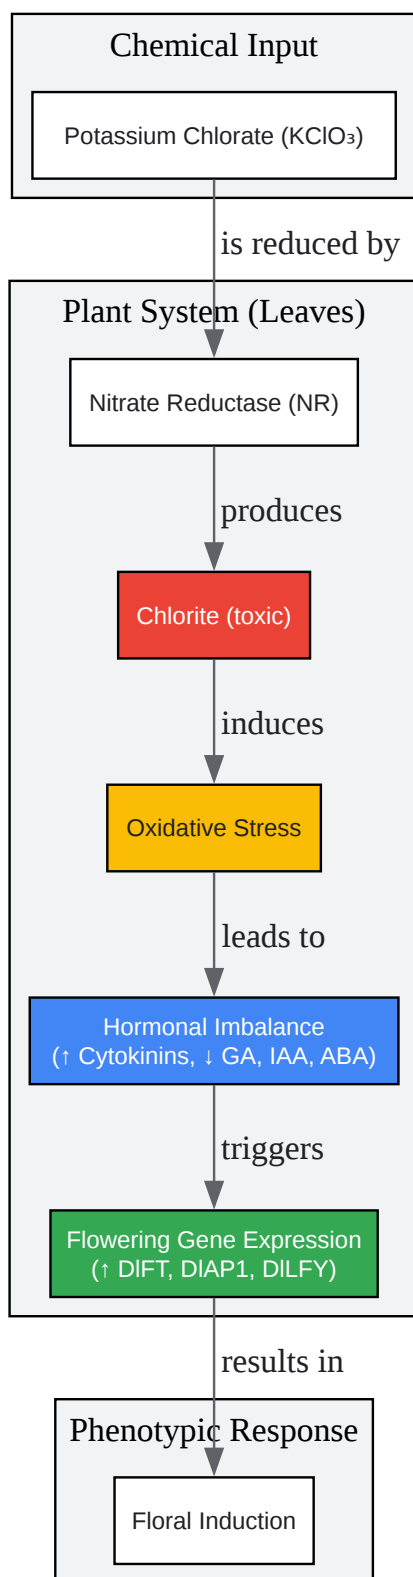 Chemical Input
Potassium Chlorate (KClO₃)
is reduced by
Plant System (Leaves)
Nitrate Reductase (NR)
produces
Chlorite (toxic)
induces
Oxidative Stress
leads to
Hormonal Imbalance
(↑ Cytokinins, ↓ GA, IAA, ABA)
triggers
Flowering Gene Expression
(↑ DlFT, DlAP1, DlLFY)
results in
Phenotypic Response
Floral Induction